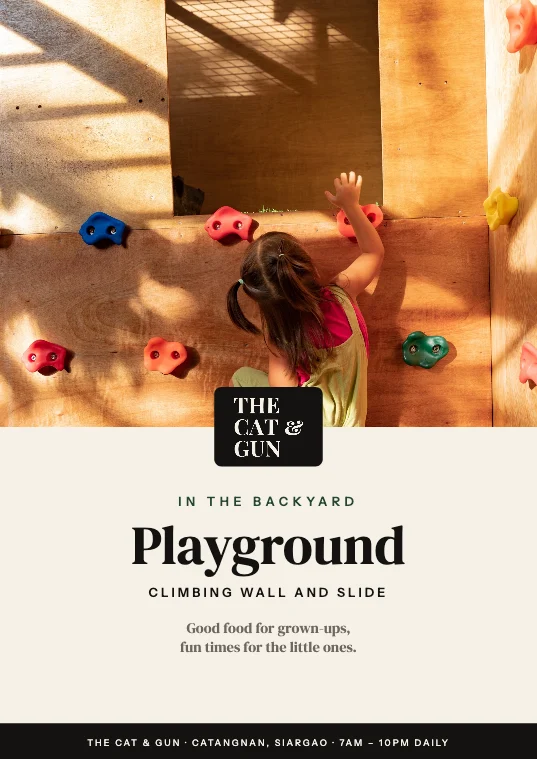 THE
CAT &
GUN
IN THE BACKYARD
Playground
CLIMBING WALL AND SLIDE
Good food for grown-ups,
fun times for the little ones.
THE CAT & GUN · CATANGNAN, SIARGAO · 7AM – 10PM DAILY